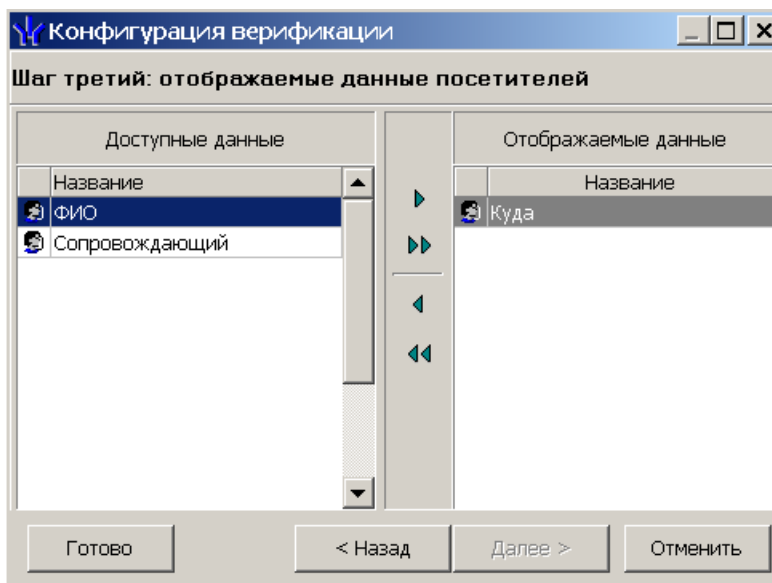 Конфигурация верификации
Шаг третий: отображаемые данные посетителей
Доступные данные
Отображаемые данные
Название
Название
ФИО
Куда
Сопровождающий
Готово
< Назад
Далее >
Отменить